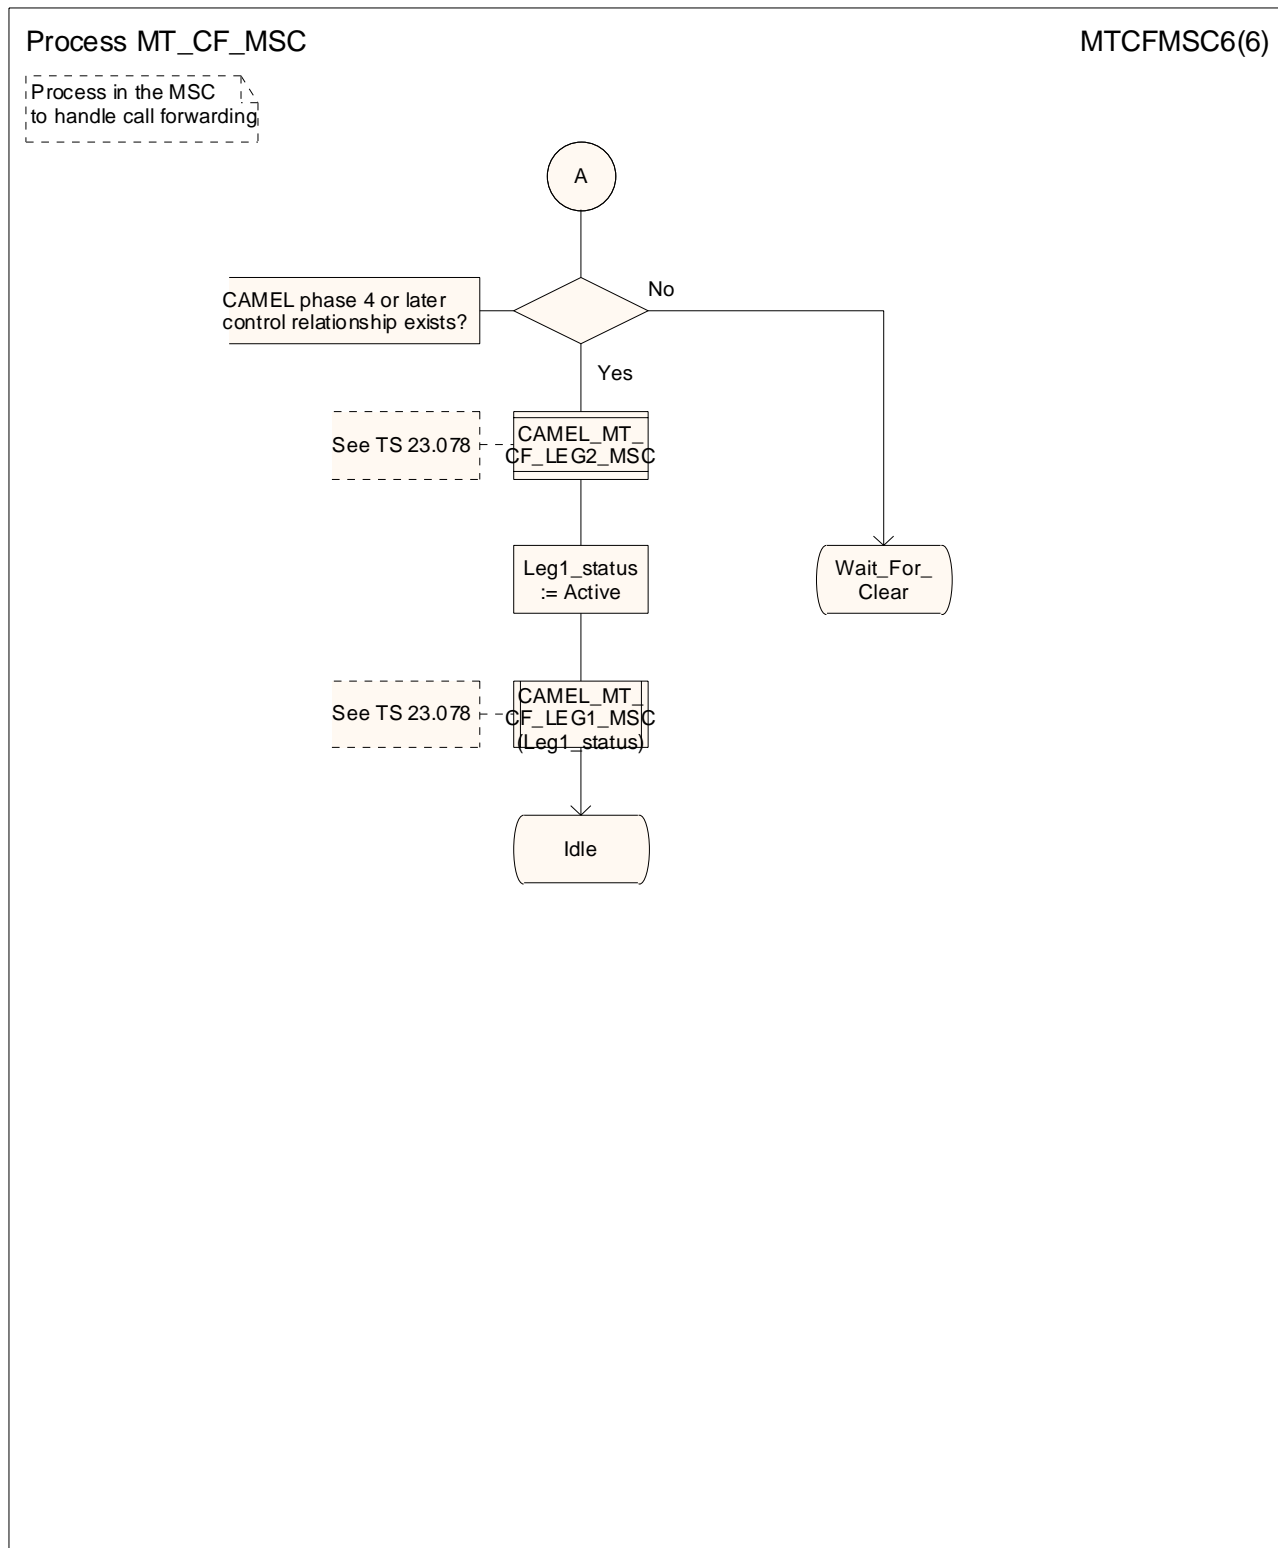 Process MT_CF_MSC
MTCFMSC6(6)
Process in the MSC
to handle call forwarding
A
CAMEL phase 4 or later
control relationship exists?
No
Yes
See TS 23.078
CAMEL_MT_
CF_LEG2_MSC
Leg1_status
:= Active
Wait_For_
Clear
See TS 23.078
CAMEL_MT_
CF_LEG1_MSC
(Leg1_status)
Idle